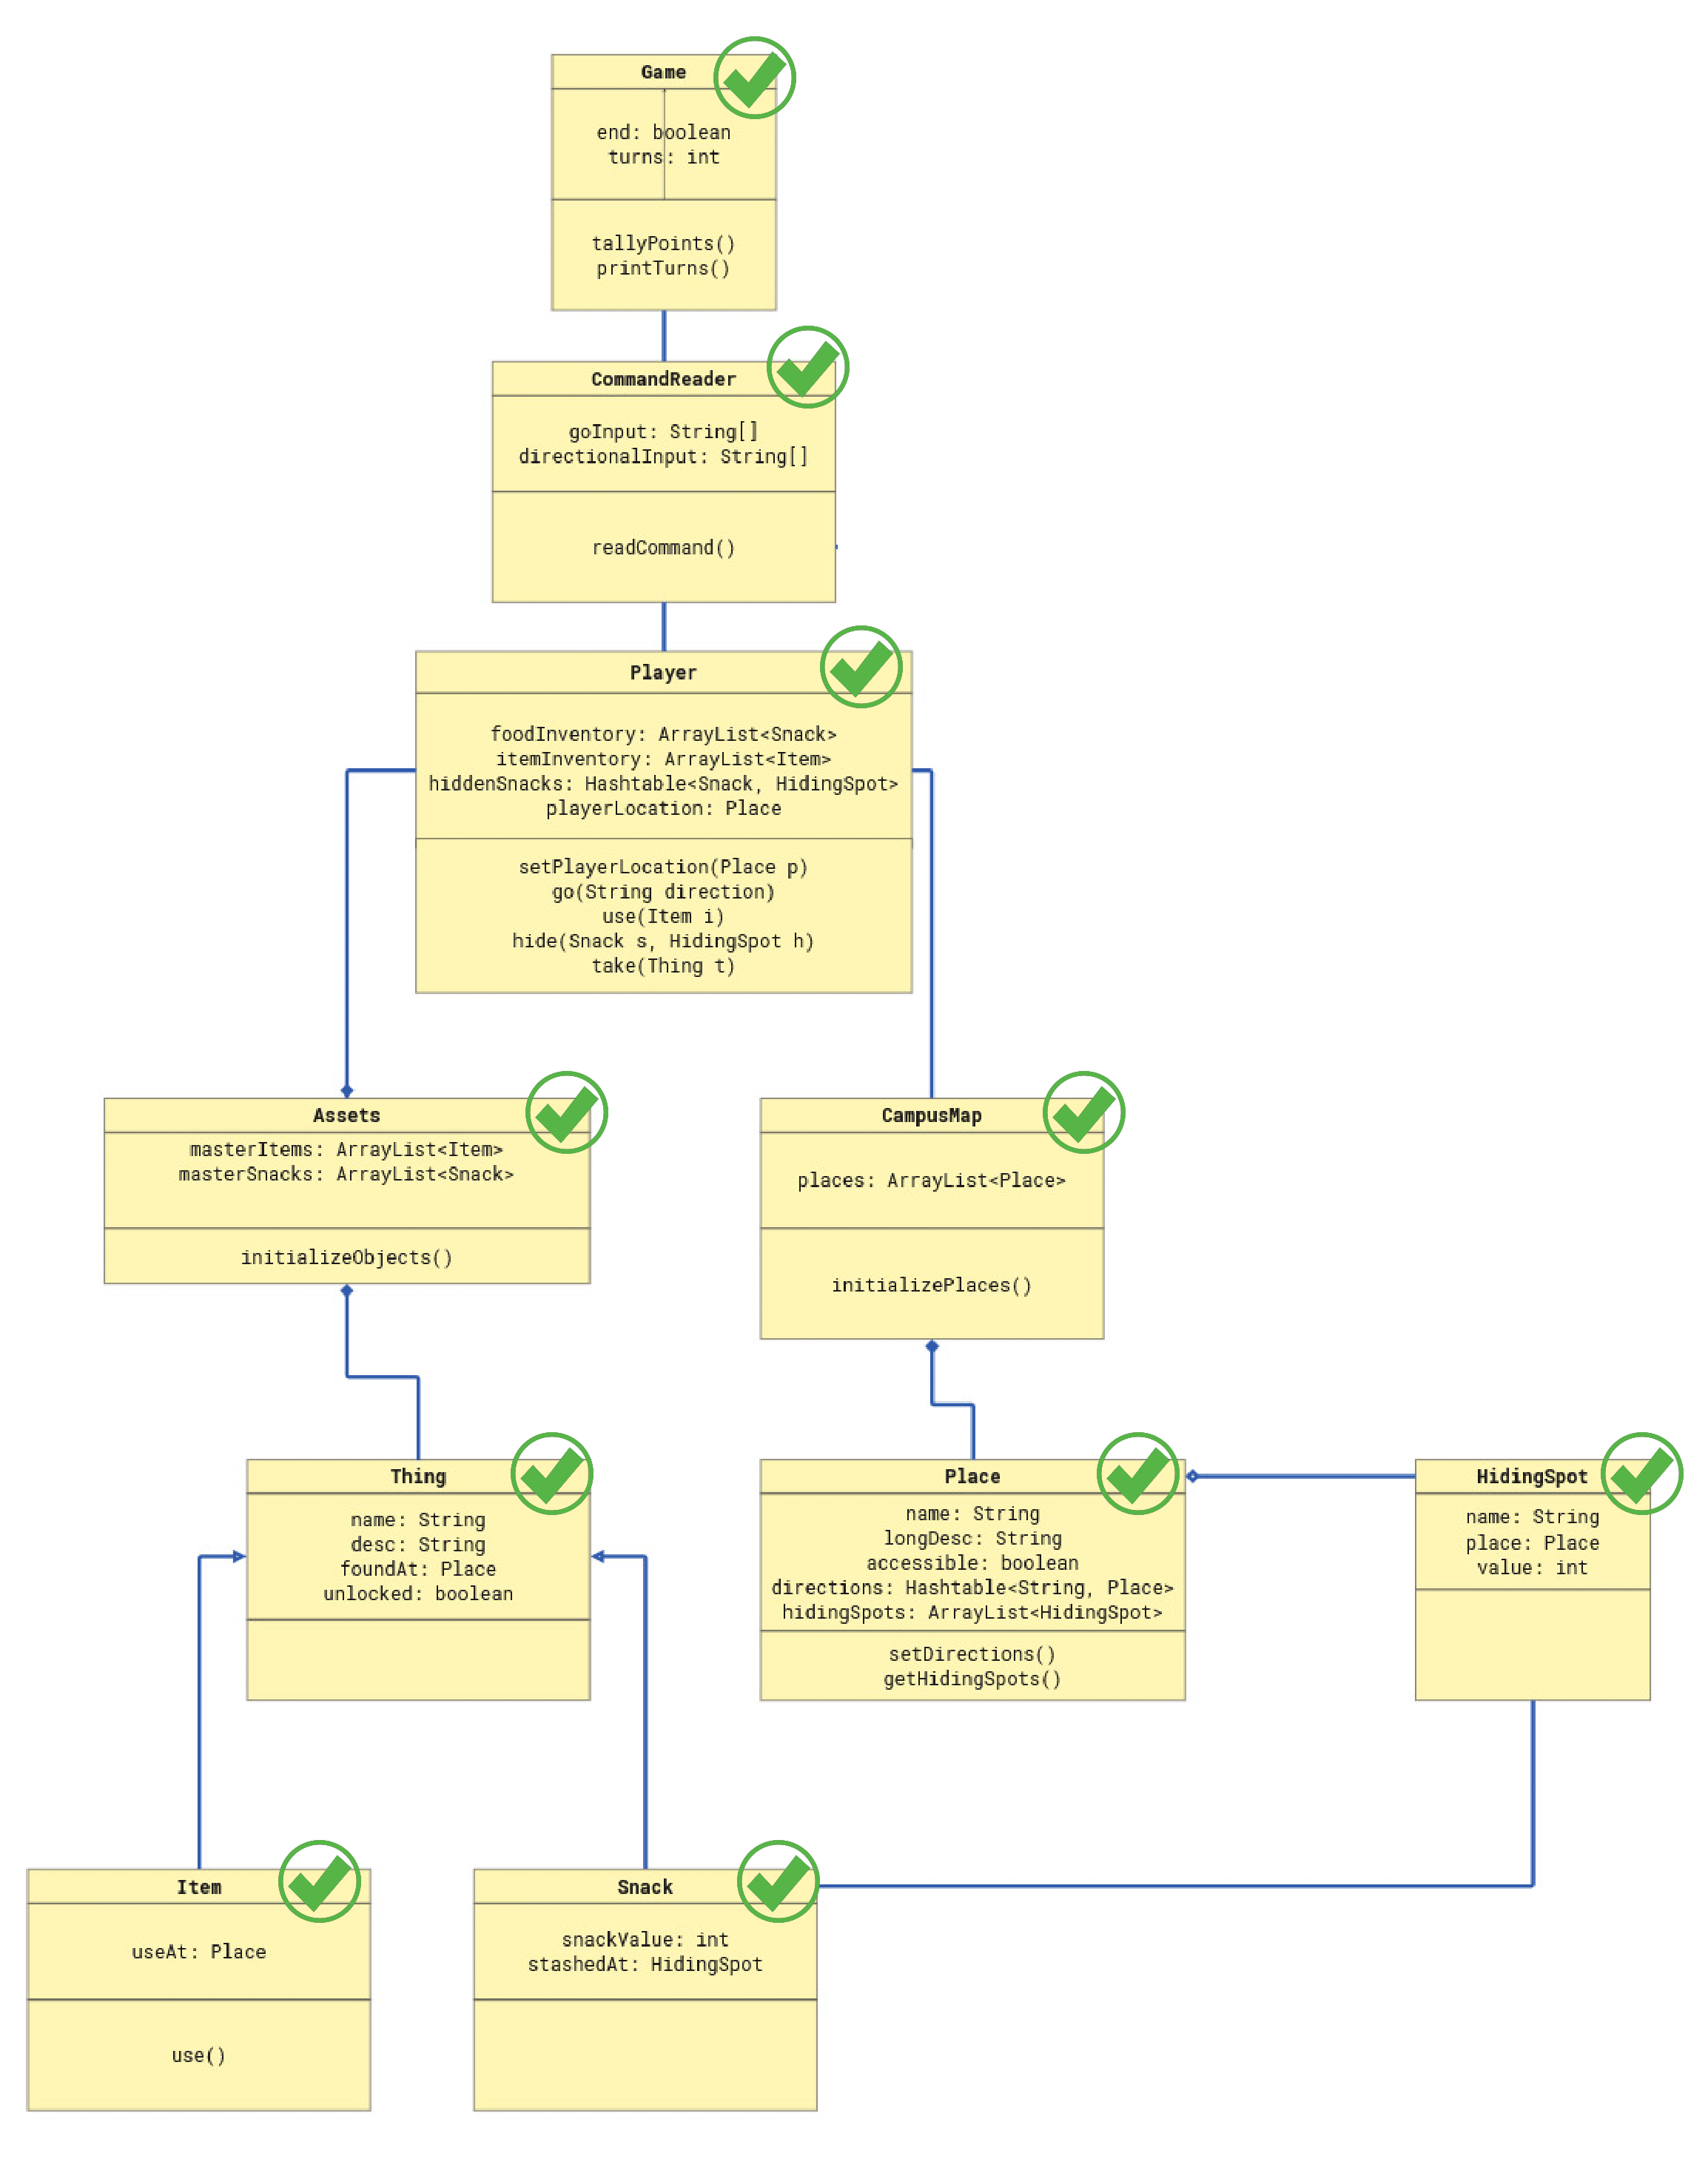 Game
end: boolean
turns: int
tallyPoints()
printTurns()
CommandReader
goInput: String[]
directionalInput: String[]
readCommand()
Player
foodInventory: ArrayList<Snack>
itemInventory: ArrayList<Item>
hiddenSnacks: Hashtable<Snack, HidingSpot>
playerLocation: Place
setPlayerLocation(Place p)
go(String direction)
use(Item i)
hide(Snack s, HidingSpot h)
take(Thing t)
Assets
masterItems: ArrayList<Item>
masterSnacks: ArrayList<Snack>
initializeObjects()
CampusMap
places: ArrayList<Place>
initializePlaces()
Thing
name: String
desc: String
foundAt: Place
unlocked: boolean
Place
name: String
longDesc: String
accessible: boolean
directions: Hashtable<String, Place>
hidingSpots: ArrayList<HidingSpot>
setDirections()
getHidingSpots()
HidingSpot
name: String
place: Place
value: int
Item
useAt: Place
use()
Snack
snackValue: int
stashedAt: HidingSpot